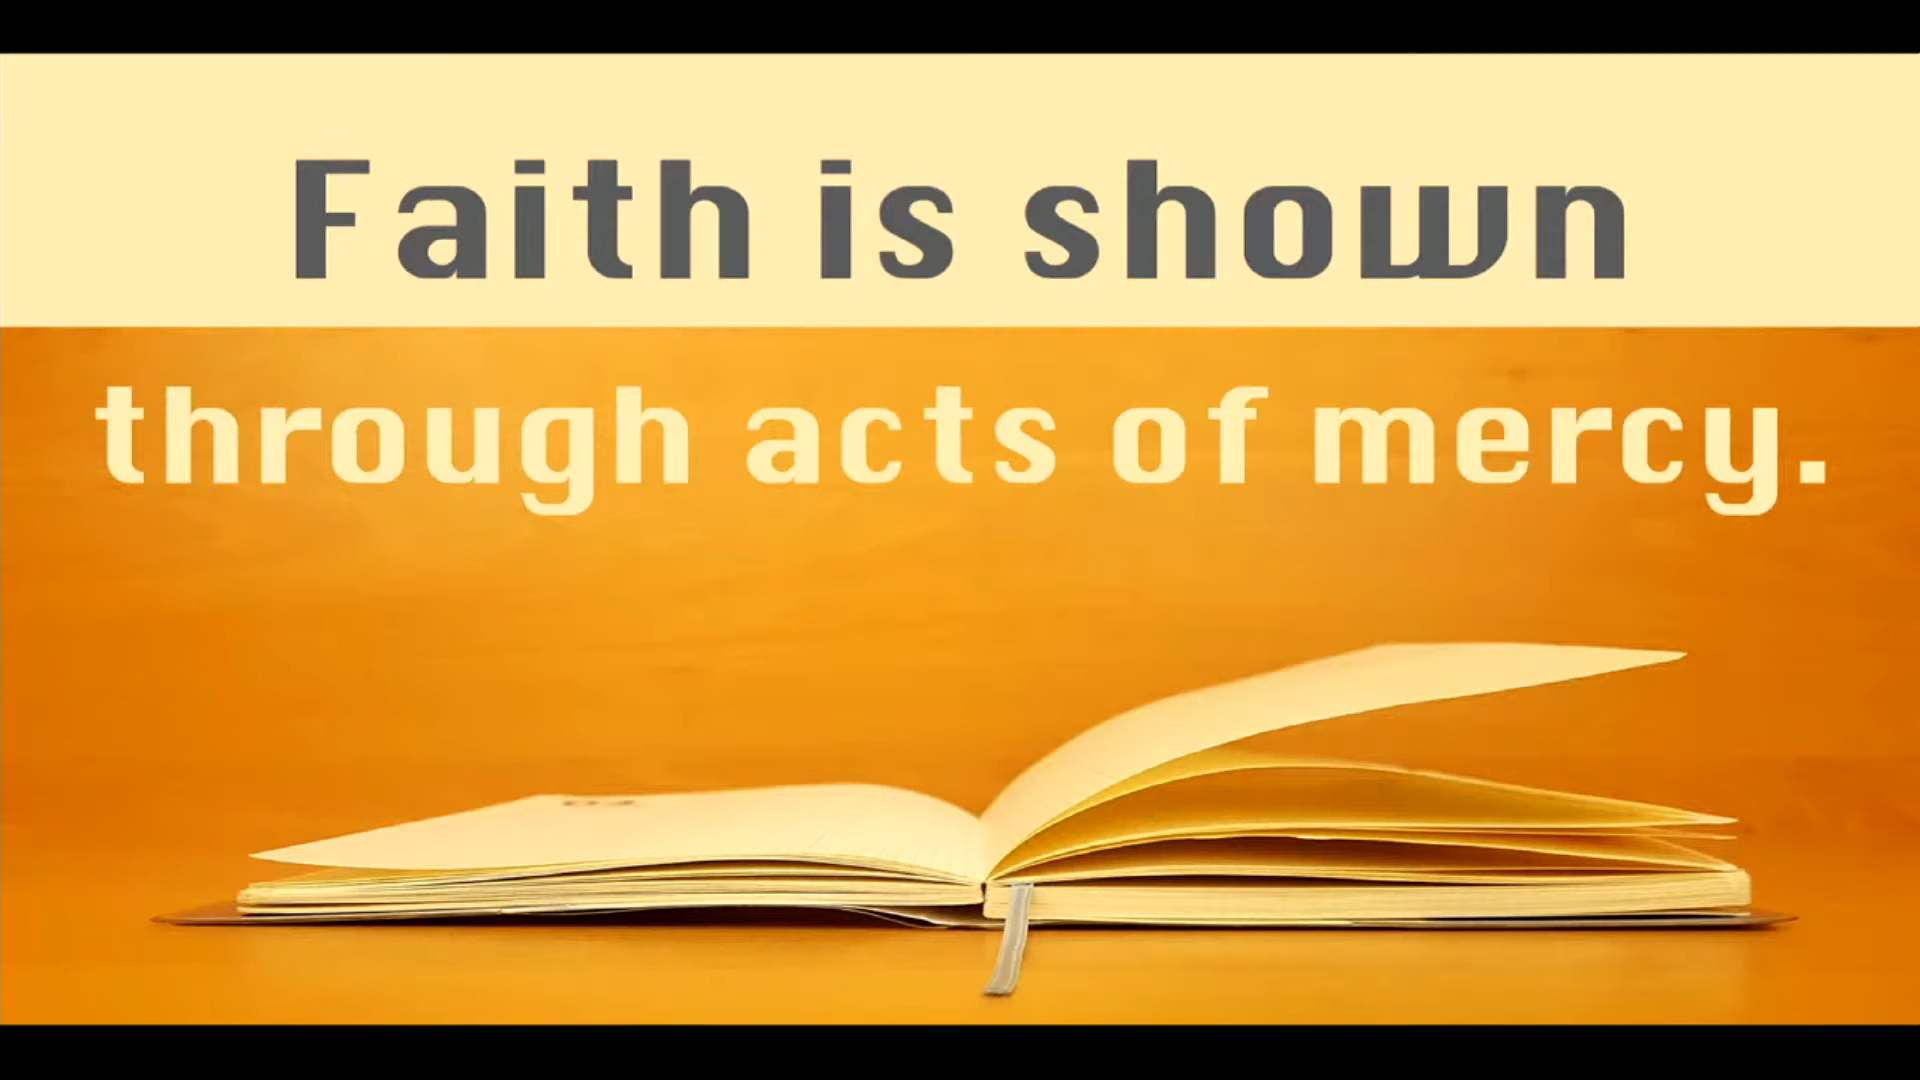 Faith is shown
through acts of mercy.